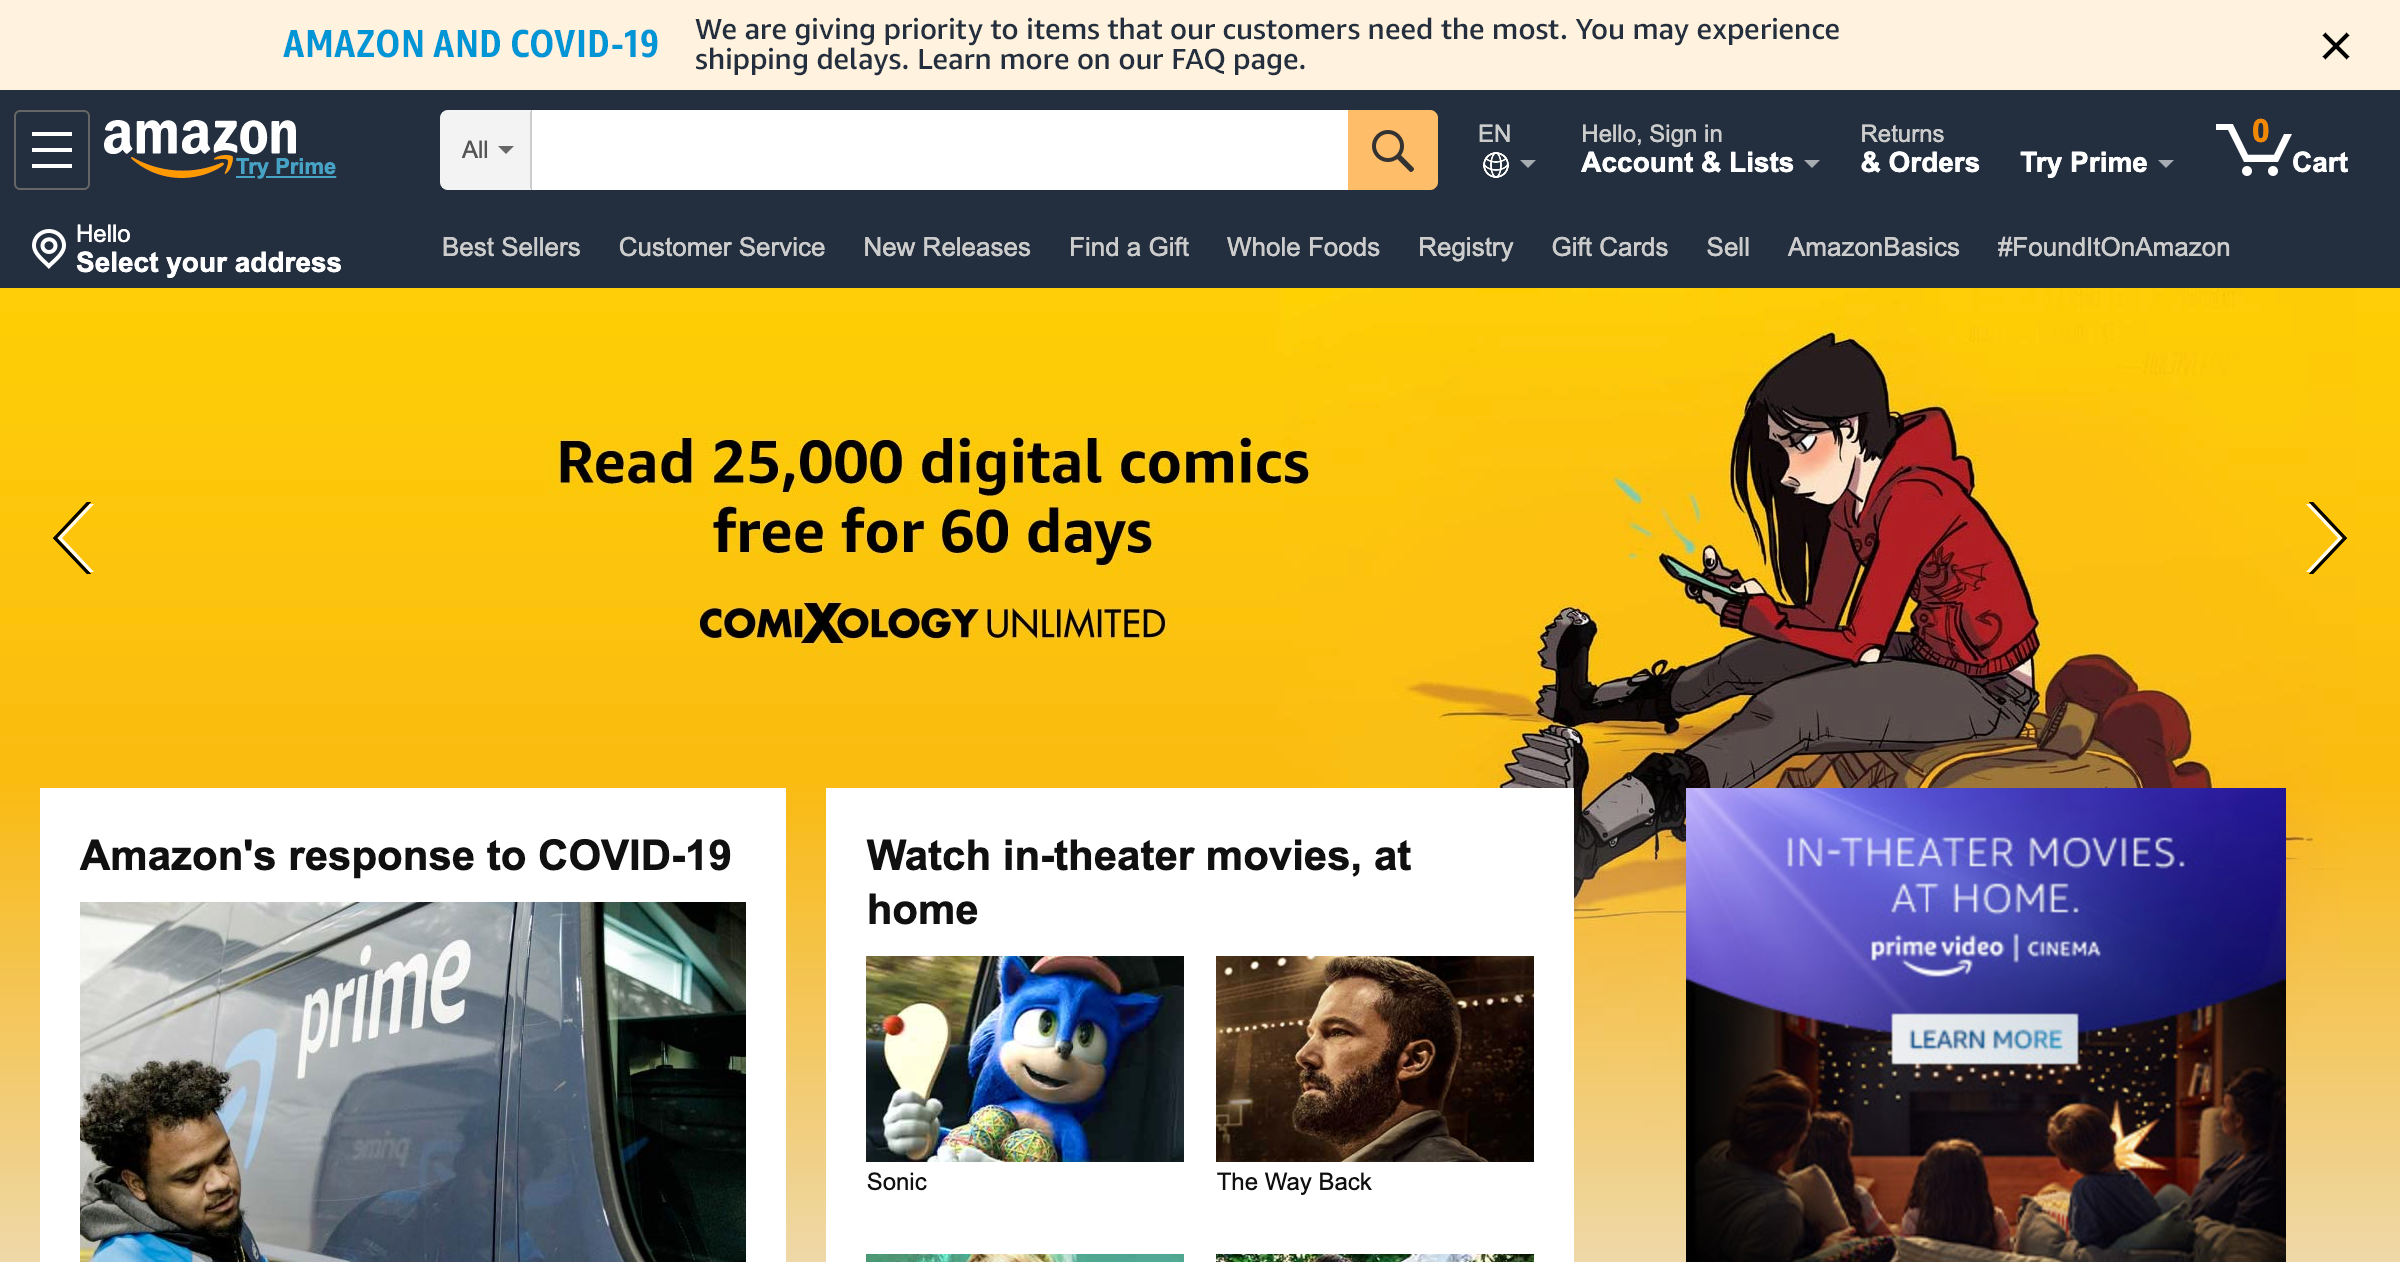 AMAZON AND COVID-19
We are giving priority to items that our customers need the most. You may experience
shipping delays. Learn more on our FAQ page.
amazon
Try Prime
All
EN
Hello, Sign in
Account & Lists
Returns
& Orders
Try Prime
0
Cart
Hello
Select your address
Best Sellers
Customer Service
New Releases
Find a Gift
Whole Foods
Registry
Gift Cards
Sell
AmazonBasics
#FoundItOnAmazon
Read 25,000 digital comics
free for 60 days
COMIXOLOGY UNLIMITED
Amazon's response to COVID-19
prime
Watch in-theater movies, at
home
Sonic
The Way Back
IN-THEATER MOVIES.
AT HOME.
prime video | CINEMA
LEARN MORE